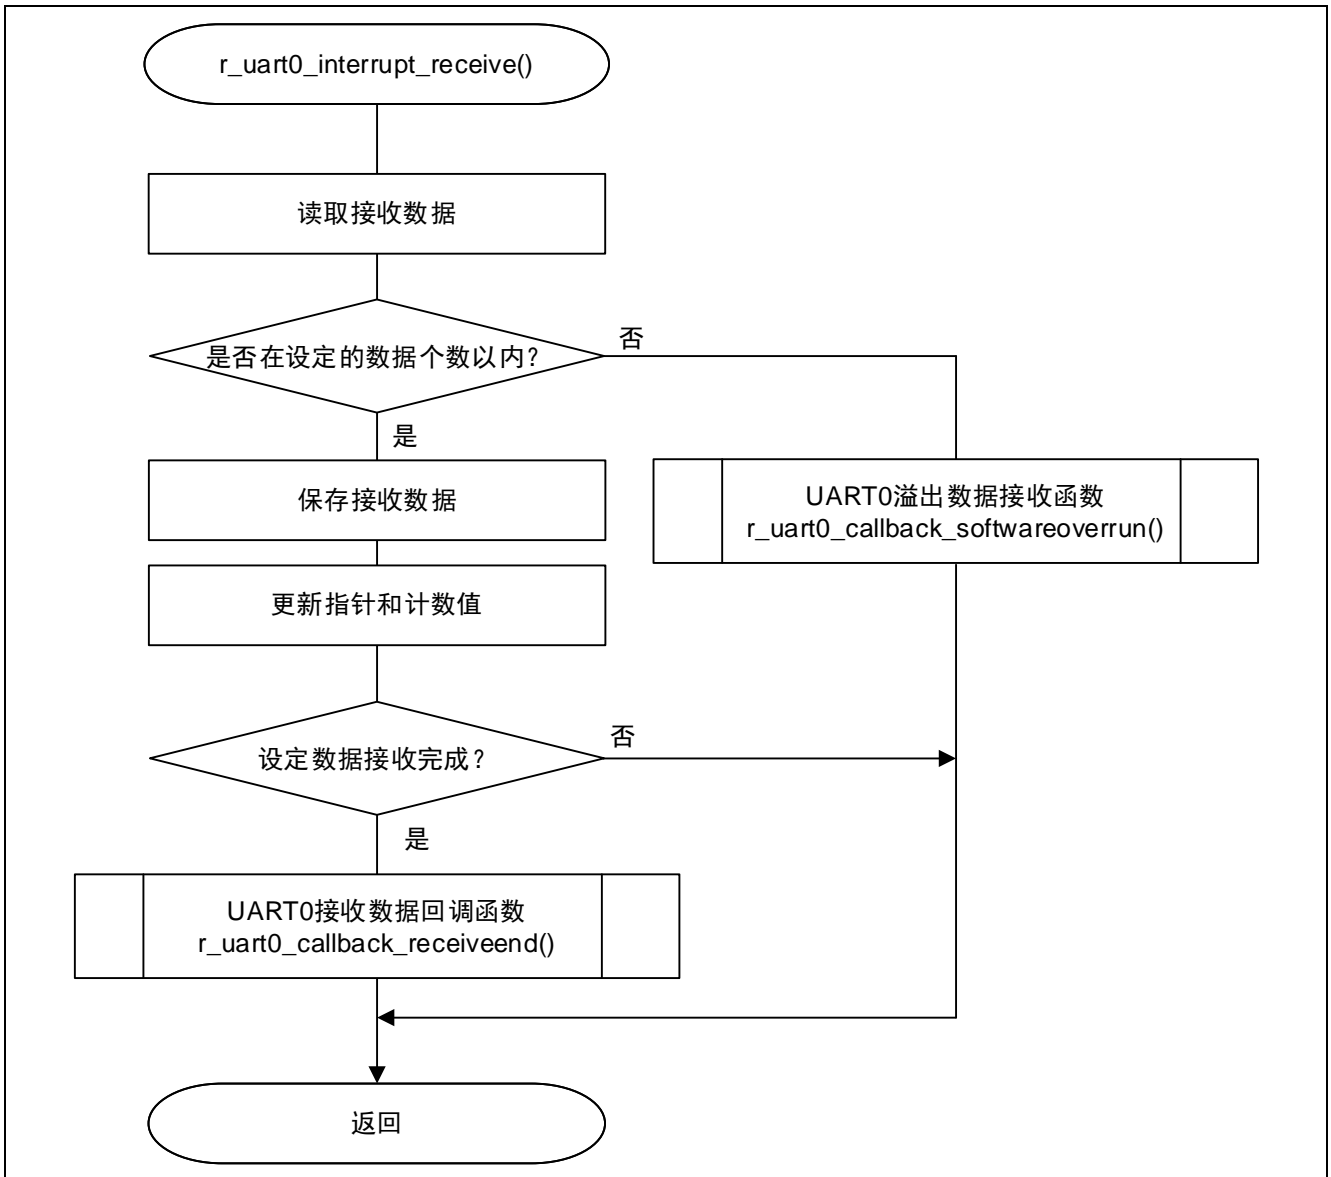 r_uart0_interrupt_receive()
读取接收数据
是否在设定的数据个数以内?
否
是
保存接收数据
UART0溢出数据接收函数
r_uart0_callback_softwareoverrun()
更新指针和计数值
设定数据接收完成?
否
是
UART0接收数据回调函数
r_uart0_callback_receiveend()
返回